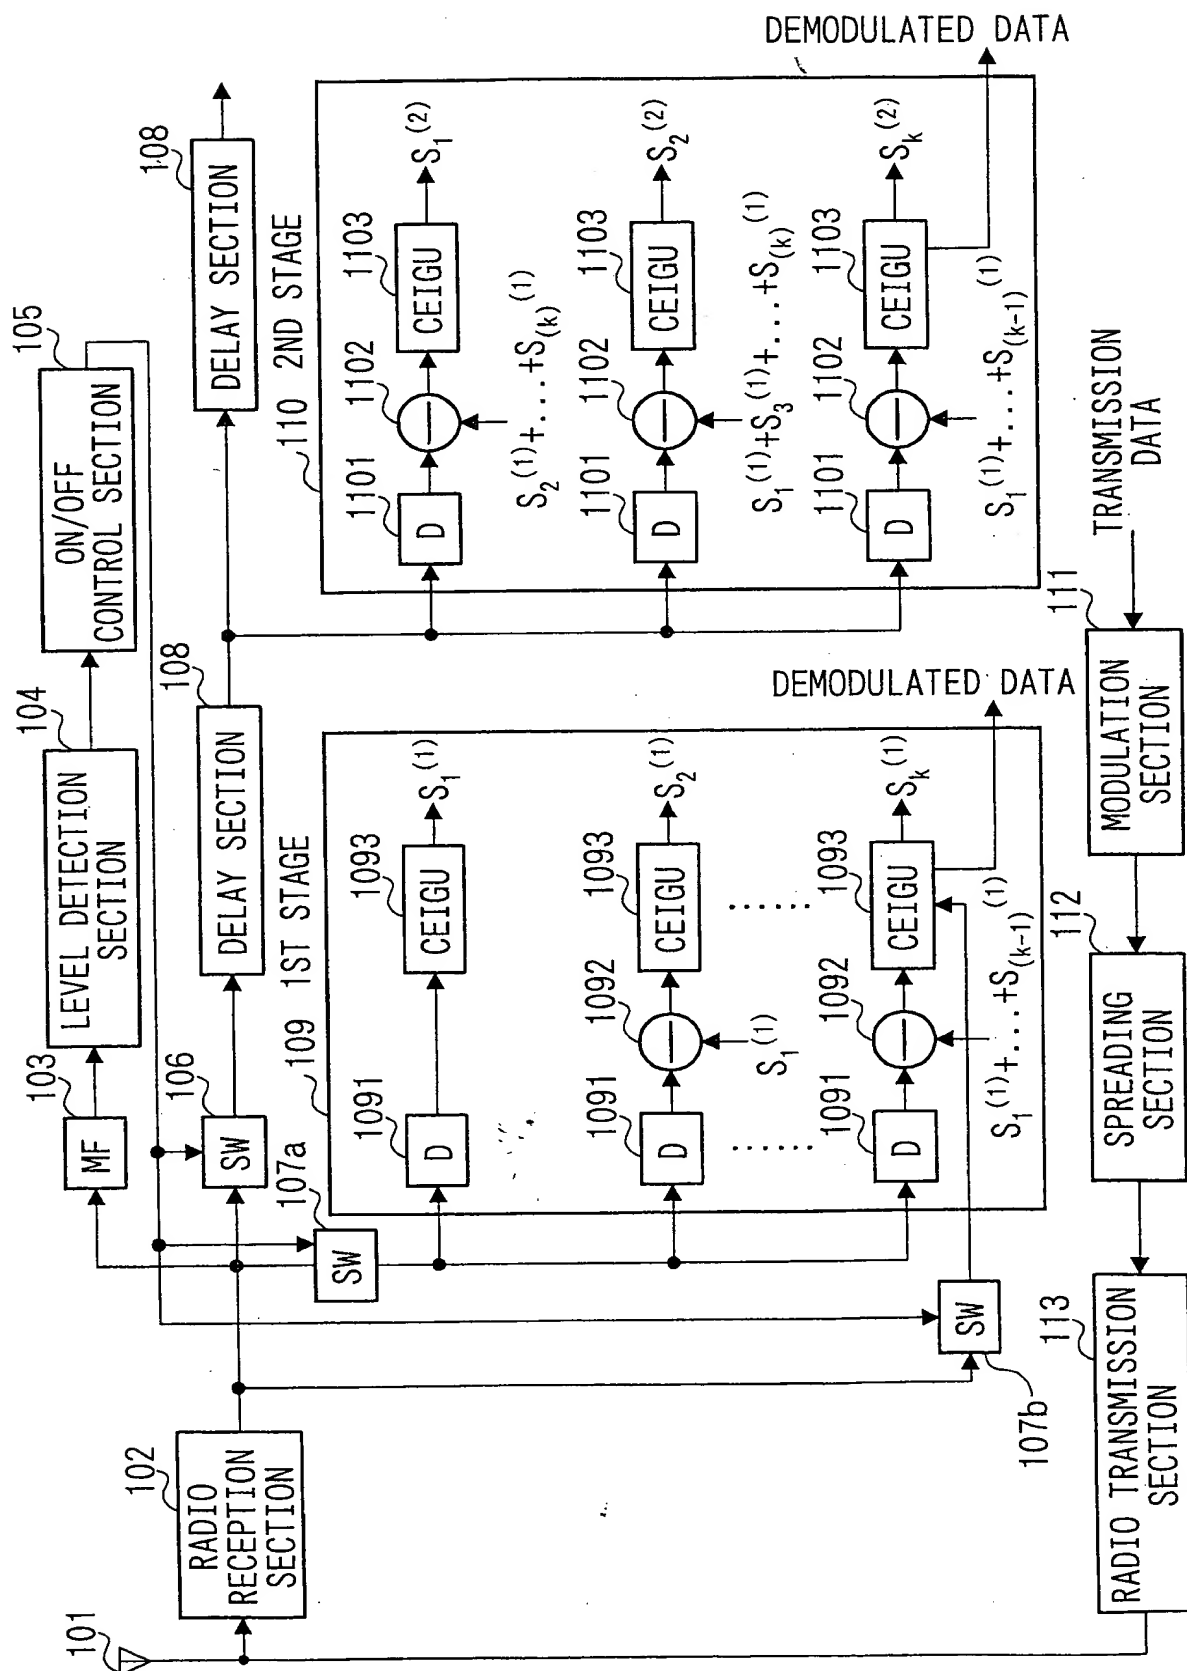 101
102
RADIO
RECEPTION
SECTION
103
MF
104
LEVEL DETECTION
SECTION
105
ON/OFF
CONTROL SECTION
106
SW
107a
SW
107b
SW
108
DELAY SECTION
108
DELAY SECTION
109 1ST STAGE
1091
D
1093
CEIGU
S₁⁽¹⁾
1091
D
1092
−
S₁⁽¹⁾
1093
CEIGU
S₂⁽¹⁾
......
......
1091
D
1092
−
S₁⁽¹⁾+....+S₍ₖ₋₁₎⁽¹⁾
1093
CEIGU
Sₖ⁽¹⁾
DEMODULATED DATA
110 2ND STAGE
1101
D
1102
−
S₂⁽¹⁾+....+S₍ₖ₎⁽¹⁾
1103
CEIGU
S₁⁽²⁾
1101
D
1102
−
S₁⁽¹⁾+S₃⁽¹⁾+....+S₍ₖ₎⁽¹⁾
1103
CEIGU
S₂⁽²⁾
1101
D
1102
−
S₁⁽¹⁾+....+S₍ₖ₋₁₎⁽¹⁾
1103
CEIGU
Sₖ⁽²⁾
DEMODULATED DATA
113
RADIO TRANSMISSION
SECTION
112
SPREADING
SECTION
111
MODULATION
SECTION
TRANSMISSION
DATA